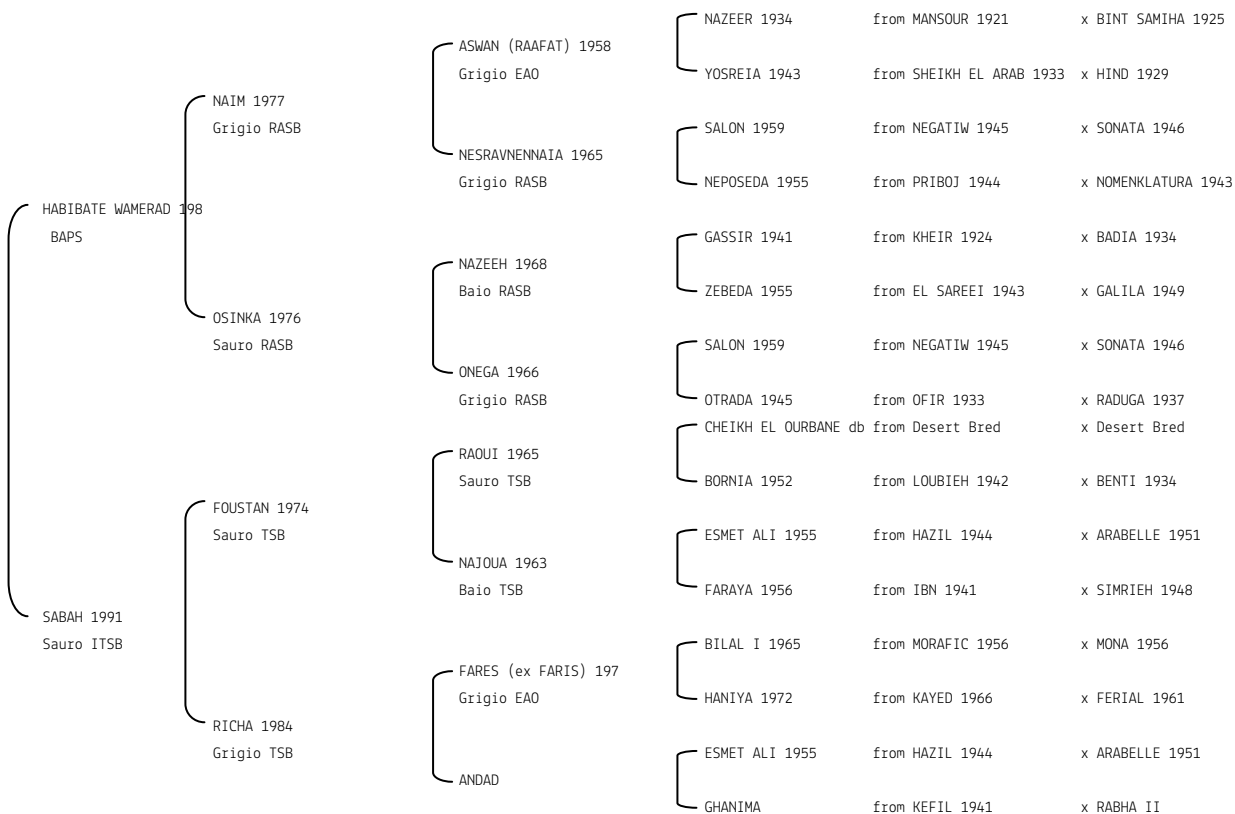 NAZEER 1934 from MANSOUR 1921 x BINT SAMIHA 1925
ASWAN (RAAFAT) 1958
Grigio EAO
YOSREIA 1943 from SHEIKH EL ARAB 1933 x HIND 1929
NAIM 1977
Grigio RASB
SALON 1959 from NEGATIW 1945 x SONATA 1946
NESRAVNENNAIA 1965
Grigio RASB
NEPOSEDA 1955 from PRIBOJ 1944 x NOMENKLATURA 1943
HABIBATE WAMERAD 198
BAPS
GASSIR 1941 from KHEIR 1924 x BADIA 1934
NAZEEH 1968
Baio RASB
ZEBEDA 1955 from EL SAREEI 1943 x GALILA 1949
OSINKA 1976
Sauro RASB
SALON 1959 from NEGATIW 1945 x SONATA 1946
ONEGA 1966
Grigio RASB
OTRADA 1945 from OFIR 1933 x RADUGA 1937
CHEIKH EL OURBANE db from Desert Bred x Desert Bred
RAOUI 1965
Sauro TSB
BORNIA 1952 from LOUBIEH 1942 x BENTI 1934
FOUSTAN 1974
Sauro TSB
ESMET ALI 1955 from HAZIL 1944 x ARABELLE 1951
NAJOUA 1963
Baio TSB
FARAYA 1956 from IBN 1941 x SIMRIEH 1948
SABAH 1991
Sauro ITSB
BILAL I 1965 from MORAFIC 1956 x MONA 1956
FARES (ex FARIS) 197
Grigio EAO
HANIYA 1972 from KAYED 1966 x FERIAL 1961
RICHA 1984
Grigio TSB
ESMET ALI 1955 from HAZIL 1944 x ARABELLE 1951
ANDAD
GHANIMA from KEFIL 1941 x RABHA II